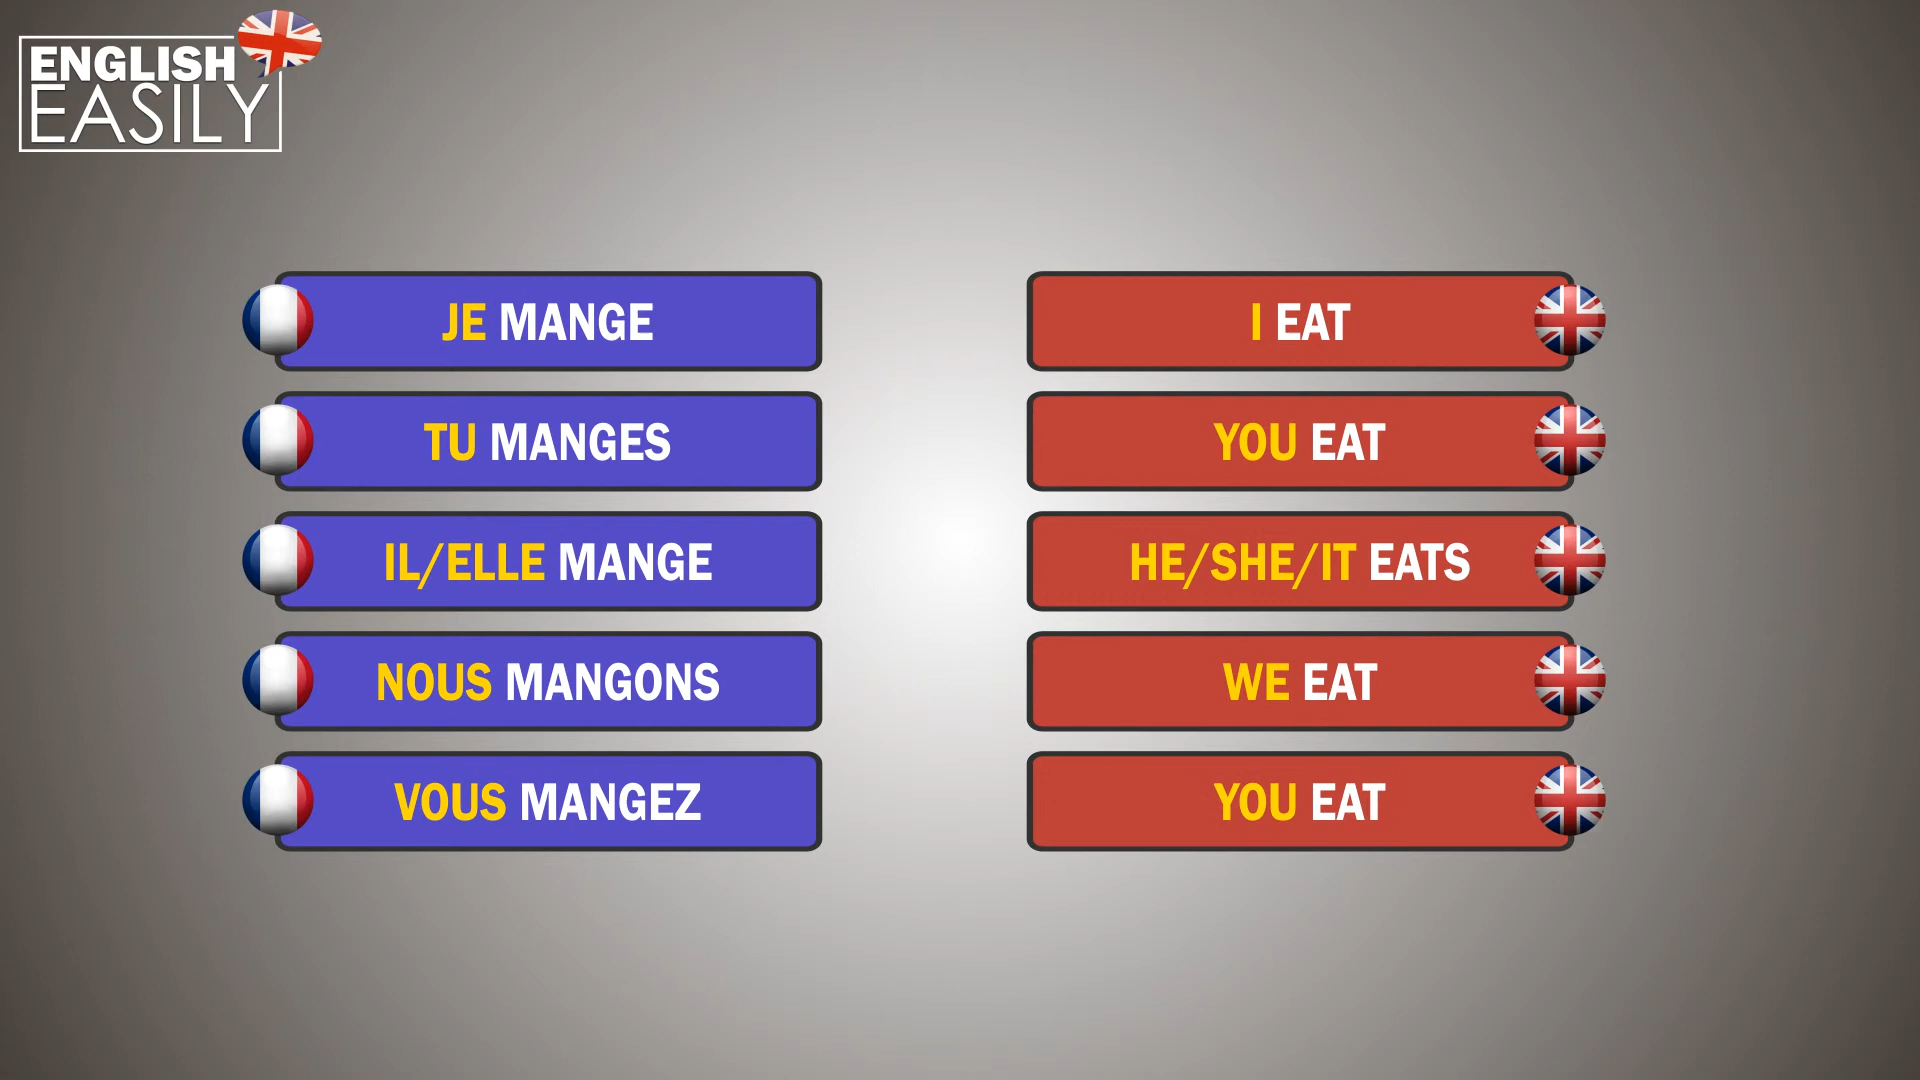 ENGLISH
EASILY
JE MANGE
I EAT
TU MANGES
YOU EAT
IL/ELLE MANGE
HE/SHE/IT EATS
NOUS MANGONS
WE EAT
VOUS MANGEZ
YOU EAT